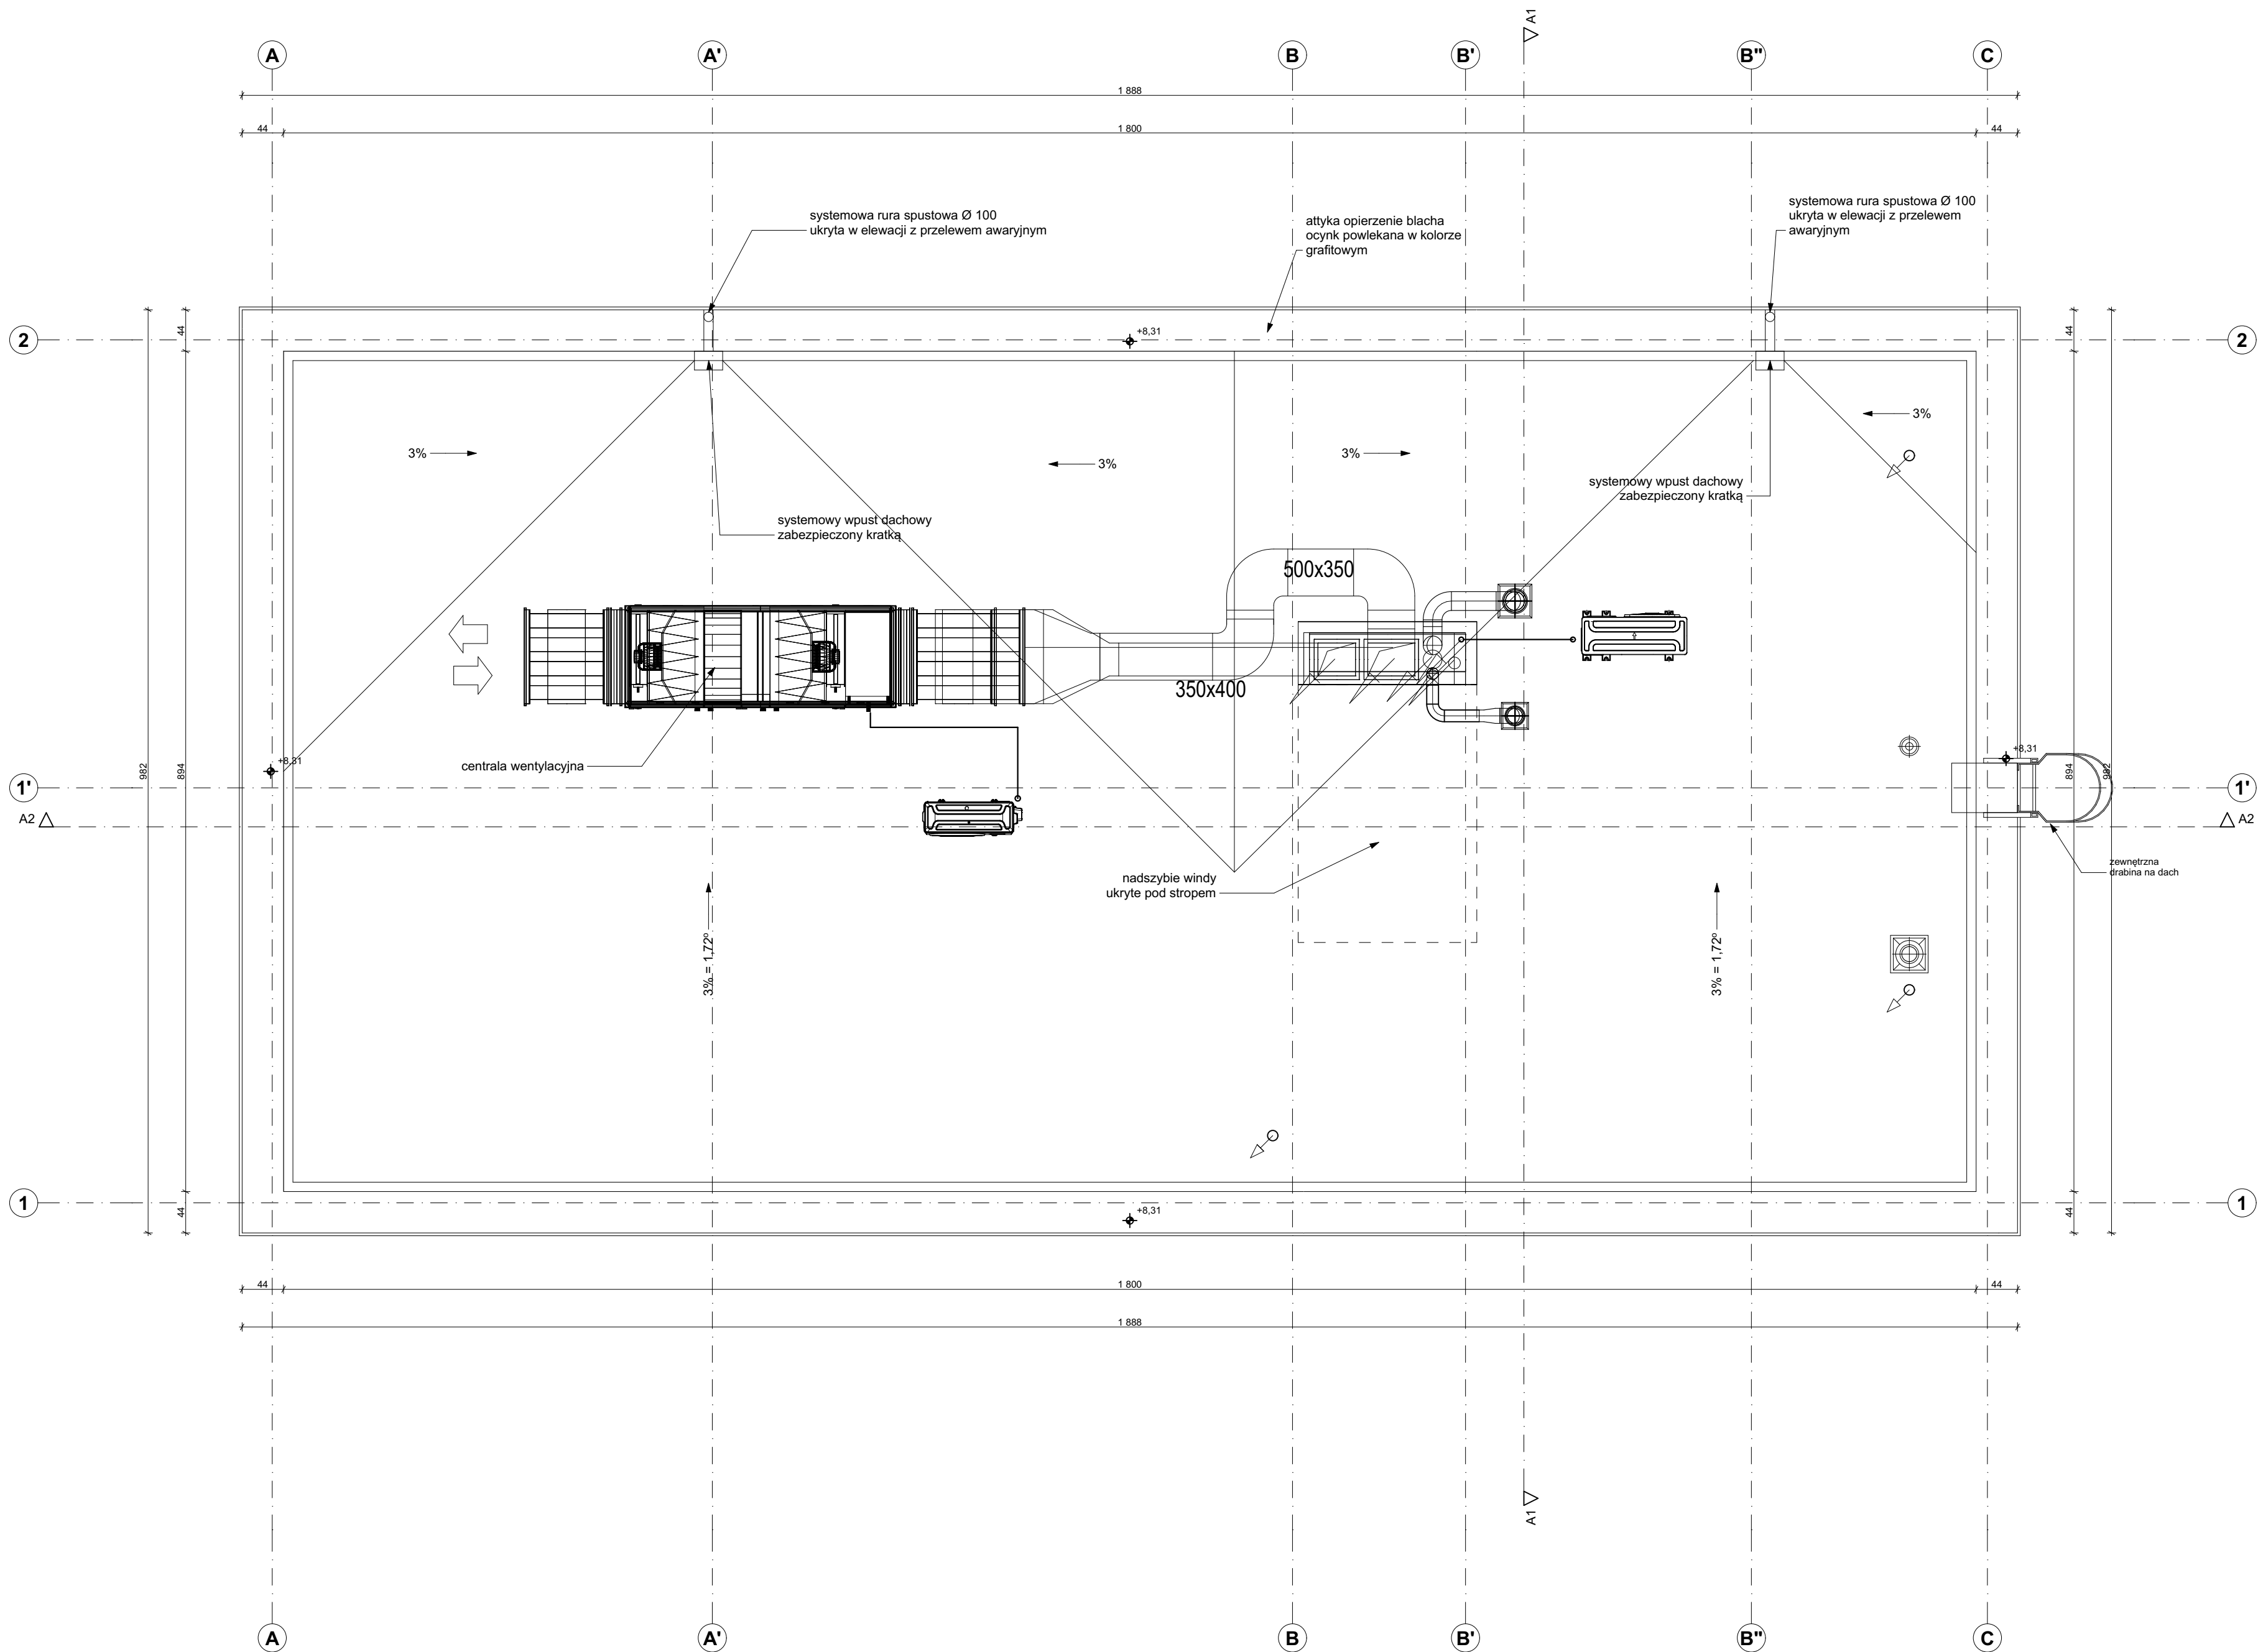 A1
A
A'
B
B'
B"
C
1 888
44
1 800
44
systemowa rura spustowa Ø 100
ukryta w elewacji z przelewem awaryjnym
attyka opierzenie blacha
ocynk powlekana w kolorze
grafitowym
systemowa rura spustowa Ø 100
ukryta w elewacji z przelewem
awaryjnym
44
44
2
+8,31
2
3%
3%
3%
3%
systemowy wpust dachowy
zabezpieczony kratką
systemowy wpust dachowy
zabezpieczony kratką
500x350
350x400
centrala wentylacyjna
+8,31
+8,31
982
894
894
982
1'
1'
A2
A2
zewnętrzna
drabina na dach
nadszybie windy
ukryte pod stropem
3% = 1,72º
3% = 1,72º
1
1
44
+8,31
44
44
1 800
44
1 888
A1
A
A'
B
B'
B"
C